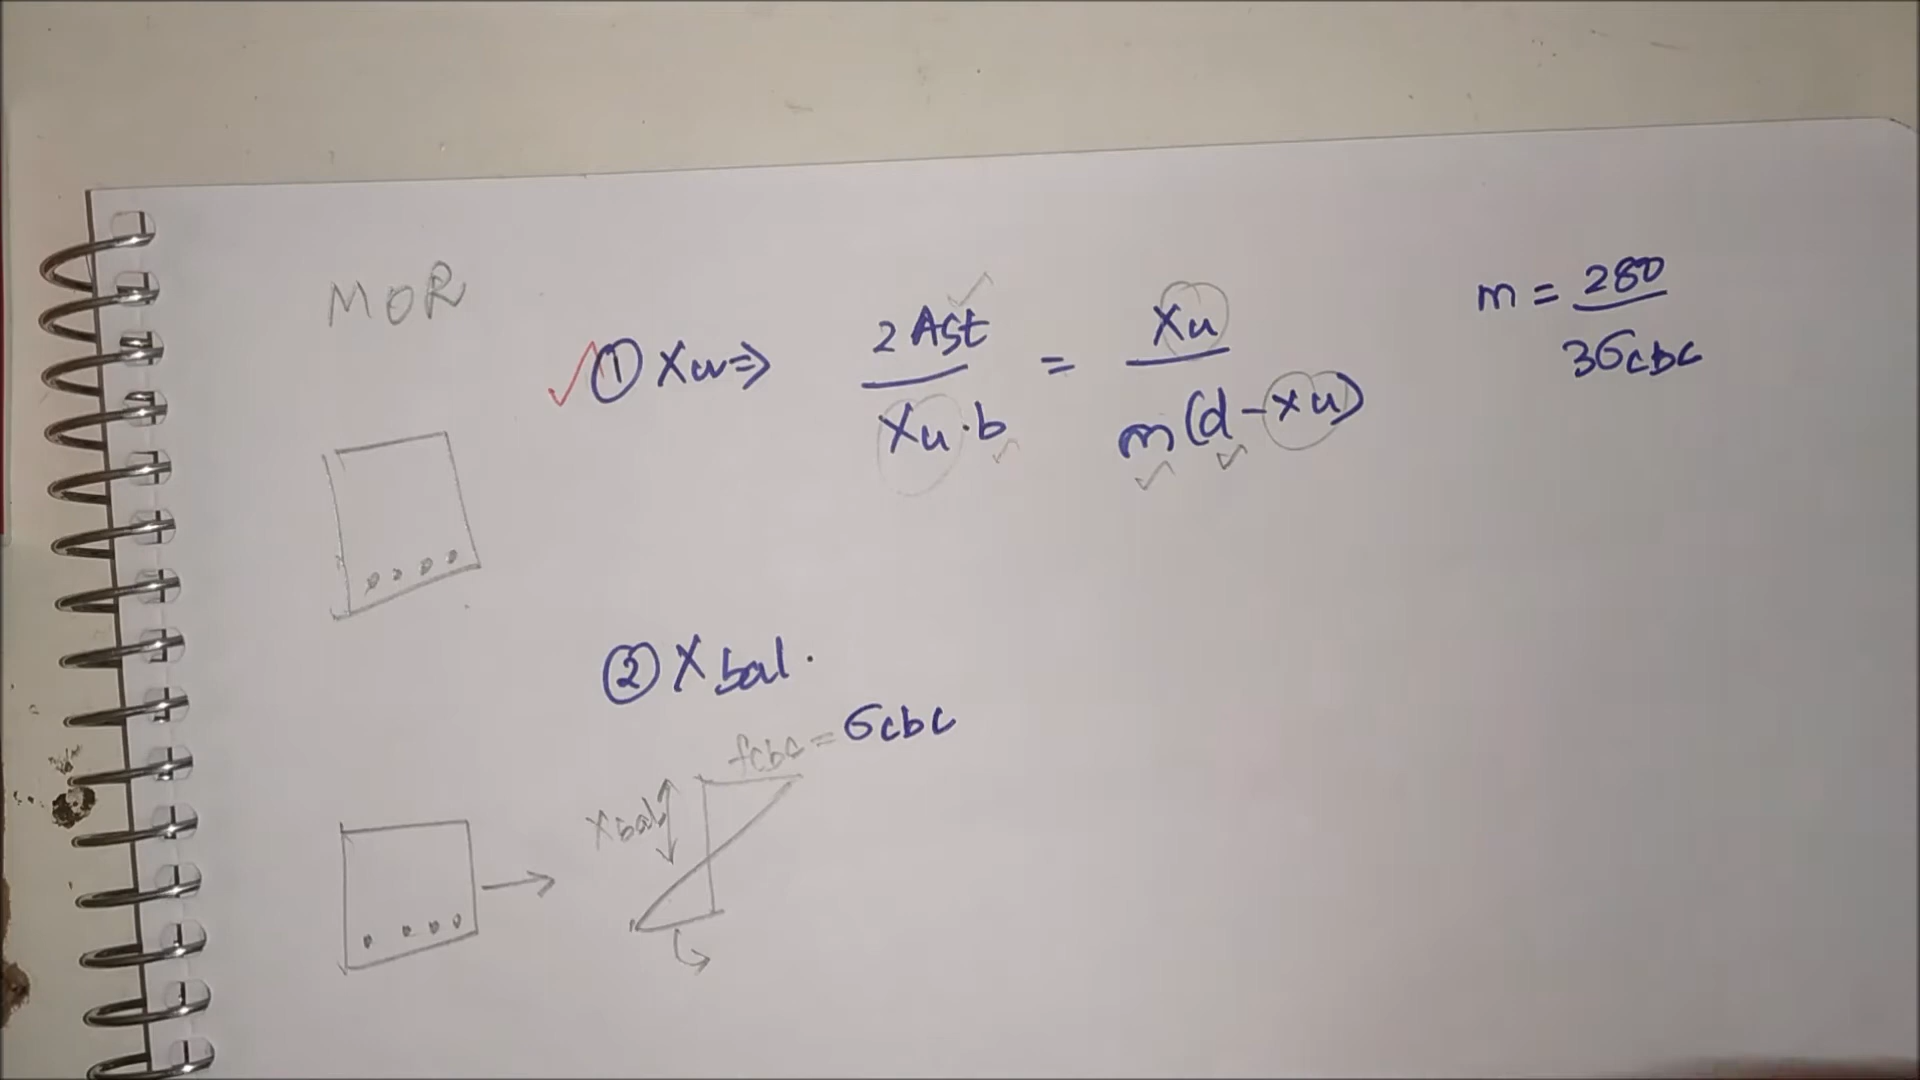 MOR
① Xu ⇒ 2 Ast / Xu·b = Xu / m(d - Xu)
m = 280 / 3σcbc
② X bal.
fcbc = σcbc
Xbal